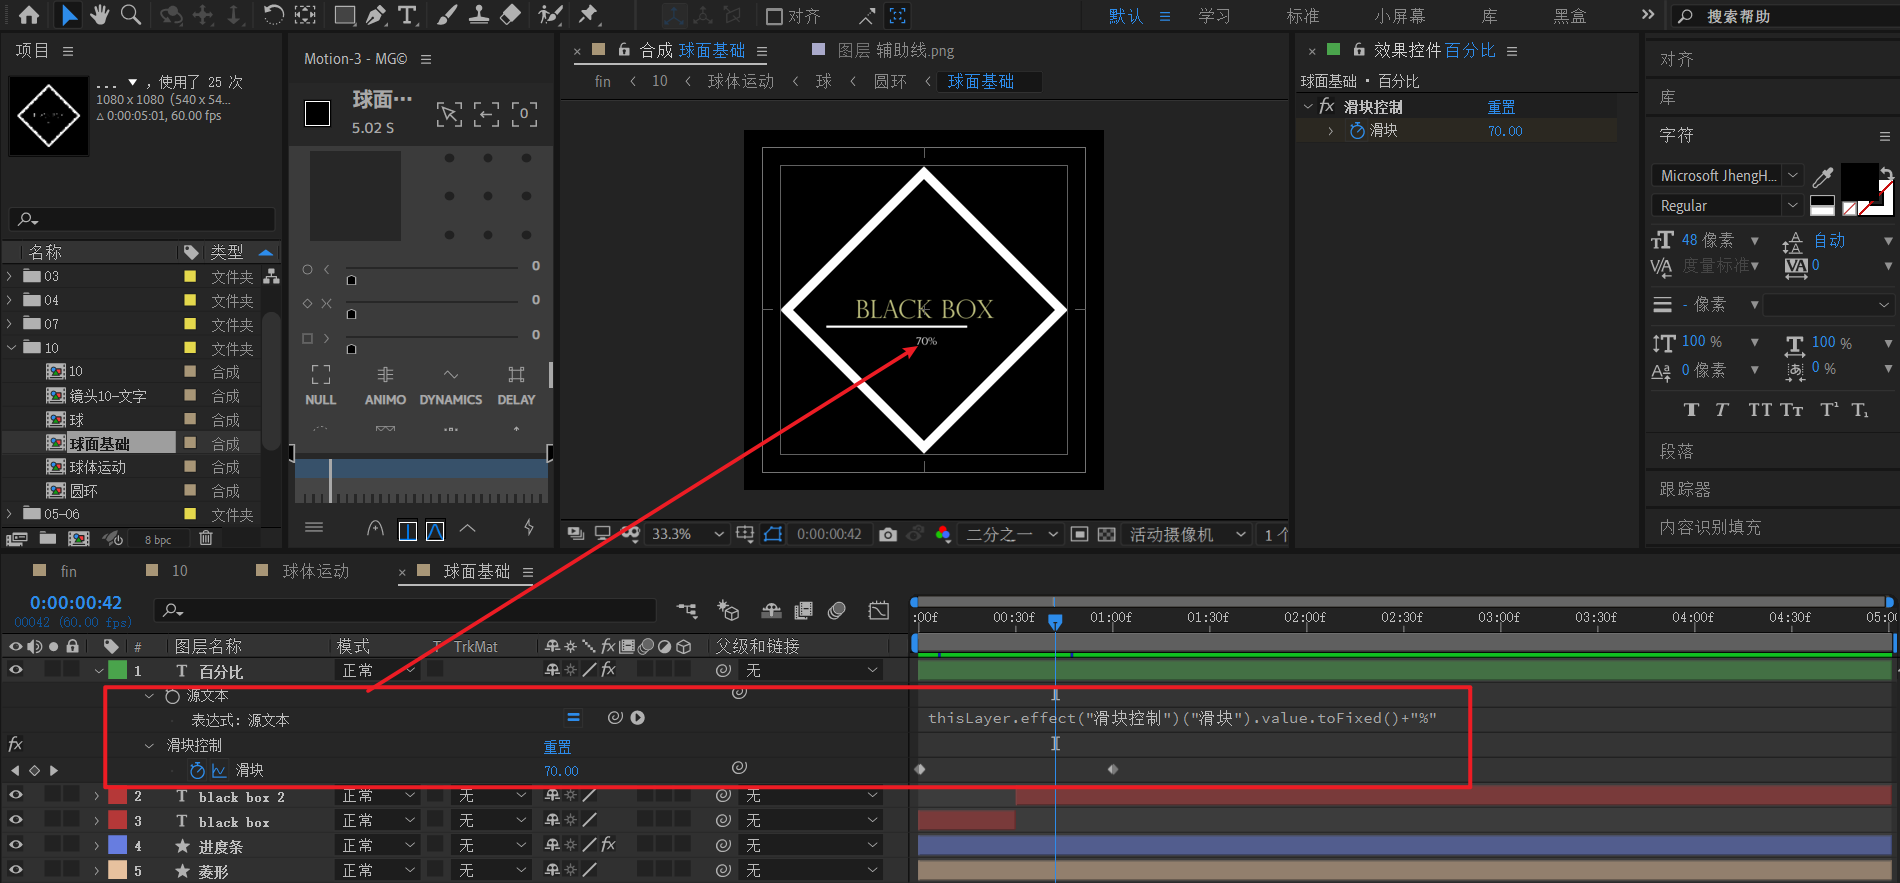 对齐
默认
学习
标准
小屏幕
库
黑盒
搜索帮助
项目
... ，使用了 25 次
1080 x 1080 (540 x 54...
△ 0:00:05:01, 60.00 fps
名称
类型
03
文件夹
04
文件夹
07
文件夹
10
文件夹
10
合成
镜头10-文字
合成
球
合成
球面基础
合成
球体运动
合成
圆环
合成
05-06
文件夹
8 bpc
Motion-3 - MG©
球面···
5.02 S
0
0
0
0
NULL
ANIMO
DYNAMICS
DELAY
合成 球面基础
图层 辅助线.png
fin
10
球体运动
球
圆环
球面基础
BLACK BOX
70%
33.3%
0:00:00:42
二分之一
活动摄像机
1 个
效果控件 百分比
球面基础 · 百分比
fx 滑块控制
重置
滑块
70.00
对齐
库
字符
Microsoft JhengH...
Regular
48 像素
自动
度量标准
VA 0
- 像素
100 %
100 %
0 像素
0 %
T T TT Tт T¹ T₁
段落
跟踪器
内容识别填充
fin
10
球体运动
球面基础
0:00:00:42
00042 (60.00 fps)
:00f
00:30f
01:00f
01:30f
02:00f
02:30f
03:00f
03:30f
04:00f
04:30f
05:00
#
图层名称
模式
T TrkMat
fx
父级和链接
1 T 百分比
正常
fx
无
源文本
表达式: 源文本
thisLayer.effect("滑块控制")("滑块").value.toFixed()+"%"
fx
滑块控制
重置
滑块
70.00
2 T black box 2
正常
无
无
3 T black box
正常
无
无
4 进度条
正常
无
fx
无
5 菱形
正常
无
无